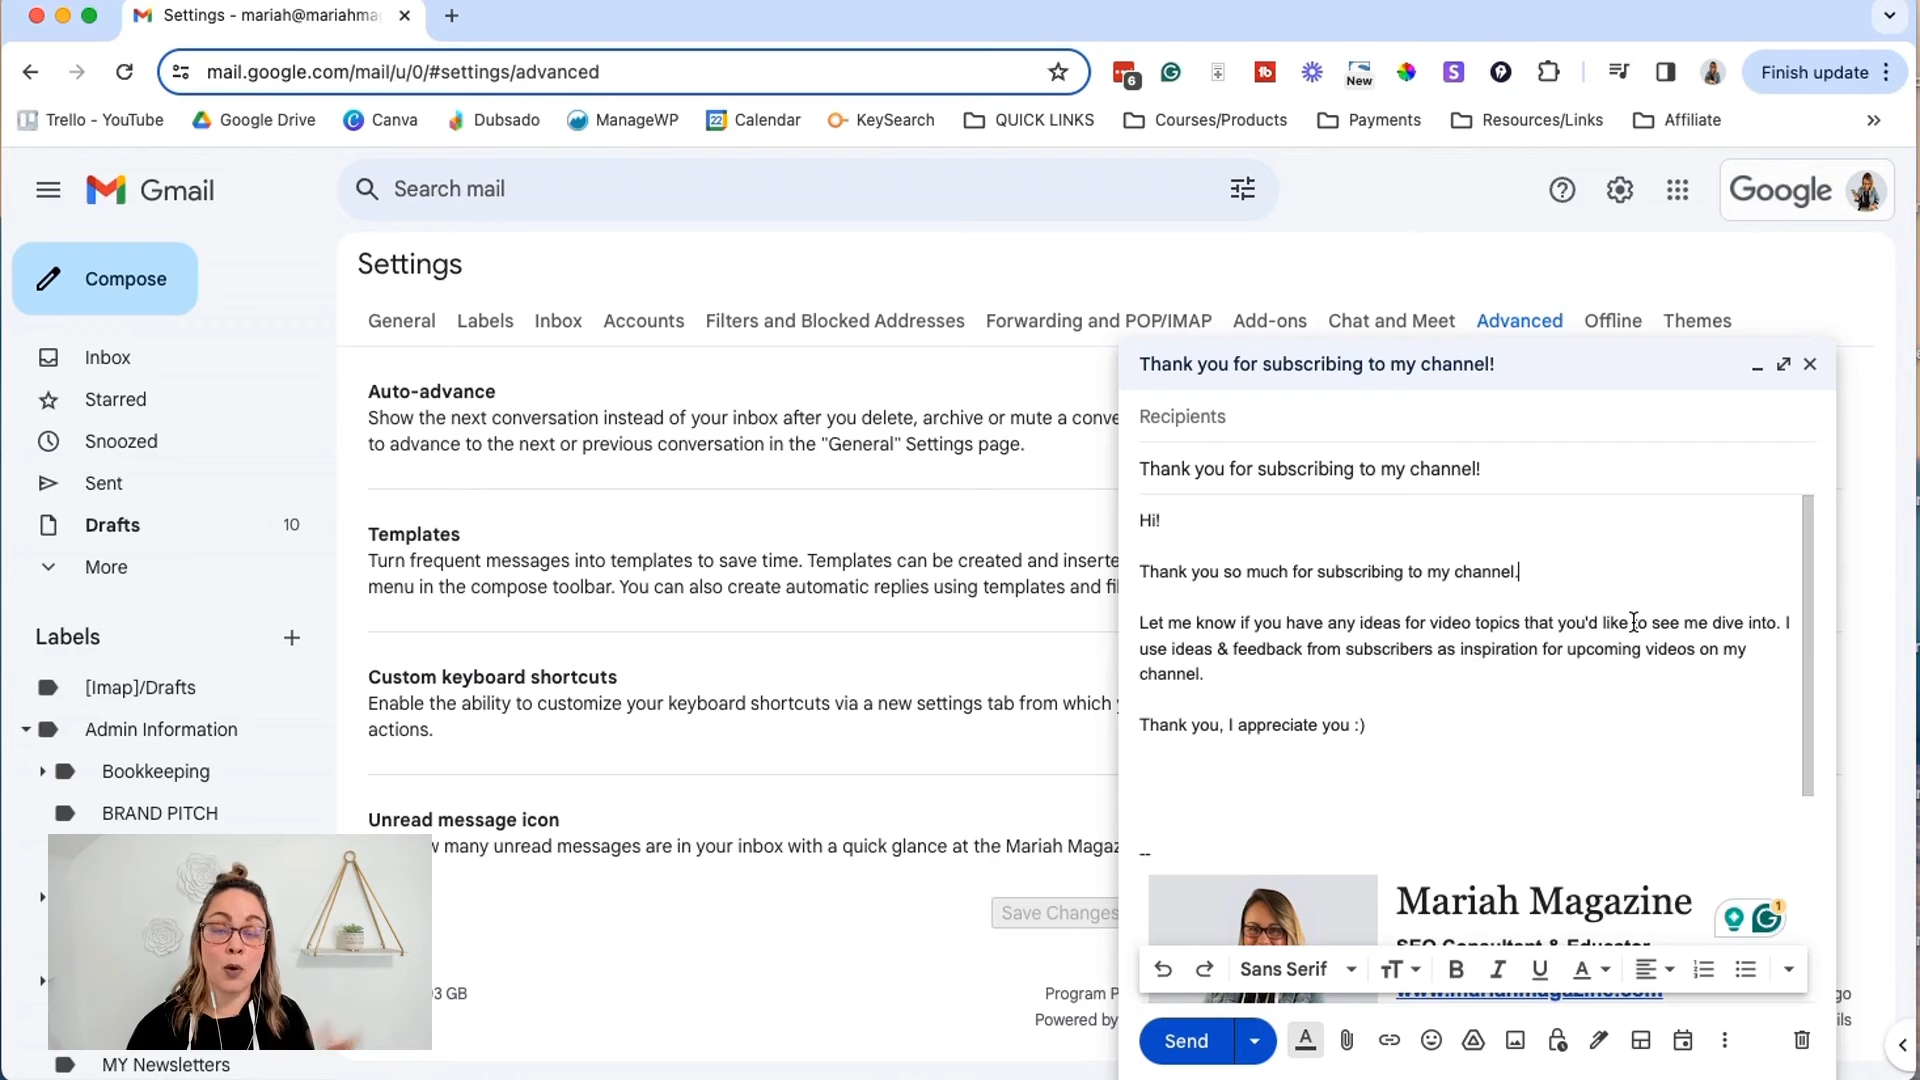 Settings - mariah@mariahma
mail.google.com/mail/u/0/#settings/advanced
6
New
Finish update
Trello - YouTube
Google Drive
Canva
Dubsado
ManageWP
22
Calendar
KeySearch
QUICK LINKS
Courses/Products
Payments
Resources/Links
Affiliate
Gmail
Search mail
Google
Compose
Settings
General
Labels
Inbox
Accounts
Filters and Blocked Addresses
Forwarding and POP/IMAP
Add-ons
Chat and Meet
Advanced
Offline
Themes
Inbox
Starred
Snoozed
Sent
Drafts
10
More
Labels
[Imap]/Drafts
Admin Information
Bookkeeping
BRAND PITCH
MY Newsletters
Auto-advance
Show the next conversation instead of your inbox after you delete, archive or mute a conve
to advance to the next or previous conversation in the "General" Settings page.
Templates
Turn frequent messages into templates to save time. Templates can be created and inserte
menu in the compose toolbar. You can also create automatic replies using templates and fi
Custom keyboard shortcuts
Enable the ability to customize your keyboard shortcuts via a new settings tab from which
actions.
Unread message icon
w many unread messages are in your inbox with a quick glance at the Mariah Magaz
Save Changes
3 GB
Program P
Powered by
go
ils
Thank you for subscribing to my channel!
Recipients
Thank you for subscribing to my channel!
Hi!
Thank you so much for subscribing to my channel.
Let me know if you have any ideas for video topics that you'd like to see me dive into. I
use ideas & feedback from subscribers as inspiration for upcoming videos on my
channel.
Thank you, I appreciate you :)
--
Mariah Magazine
SEO Consultant & Educator
www.mariahmagazine.com
1
Sans Serif
Send